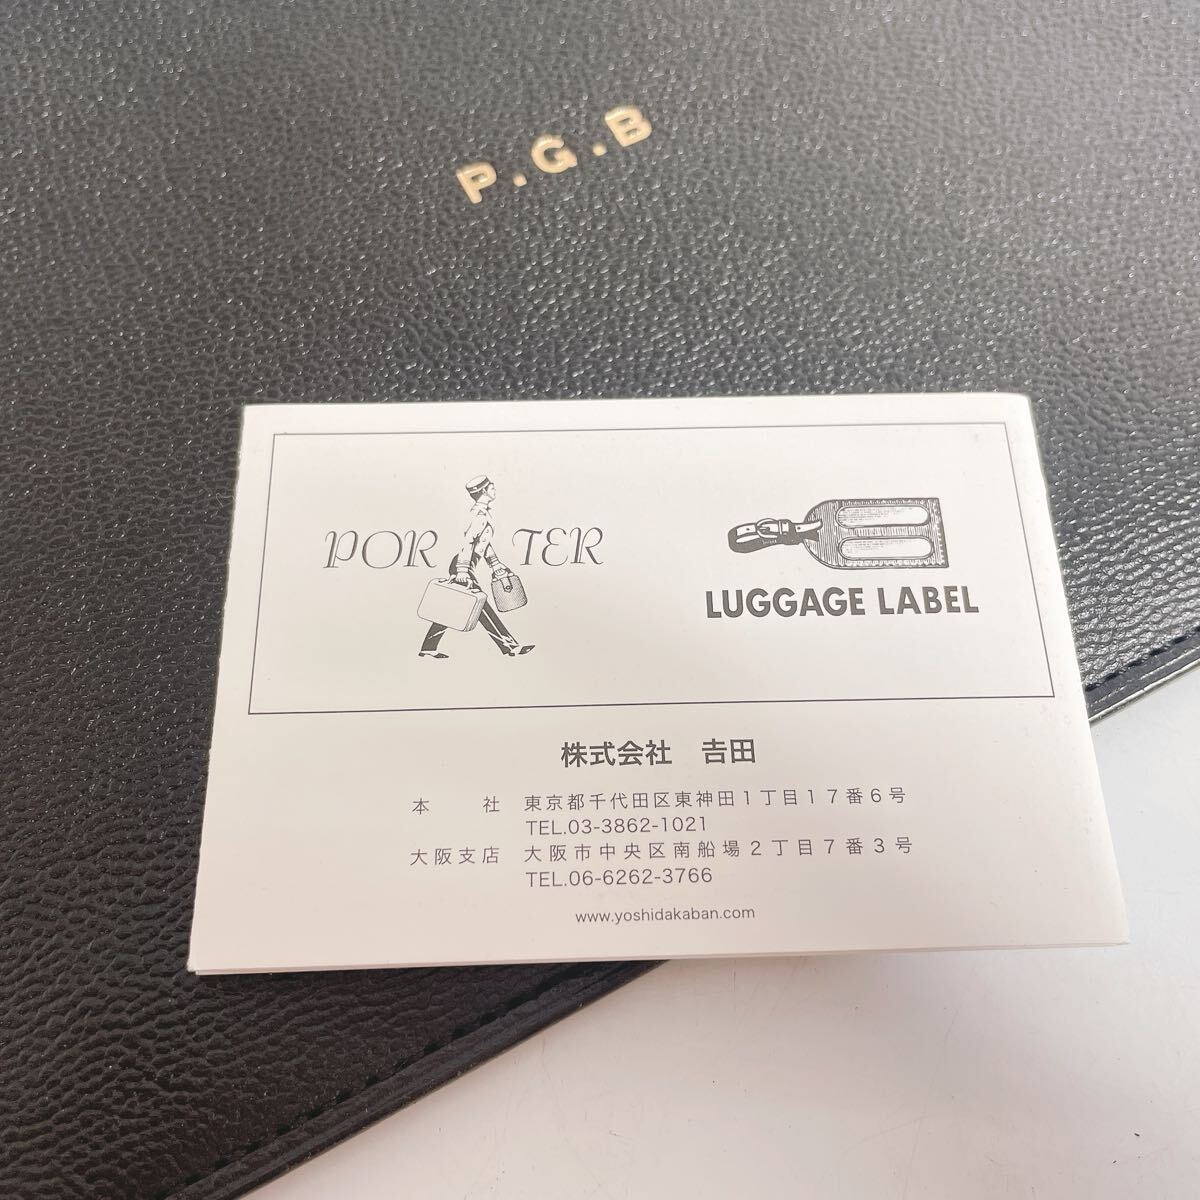 P.G.B
PORTER
LUGGAGE LABEL
株式会社　𠮷田
本　　社　東京都千代田区東神田1丁目17番6号
TEL.03-3862-1021
大阪支店　大阪市中央区南船場2丁目7番3号
TEL.06-6262-3766
www.yoshidakaban.com